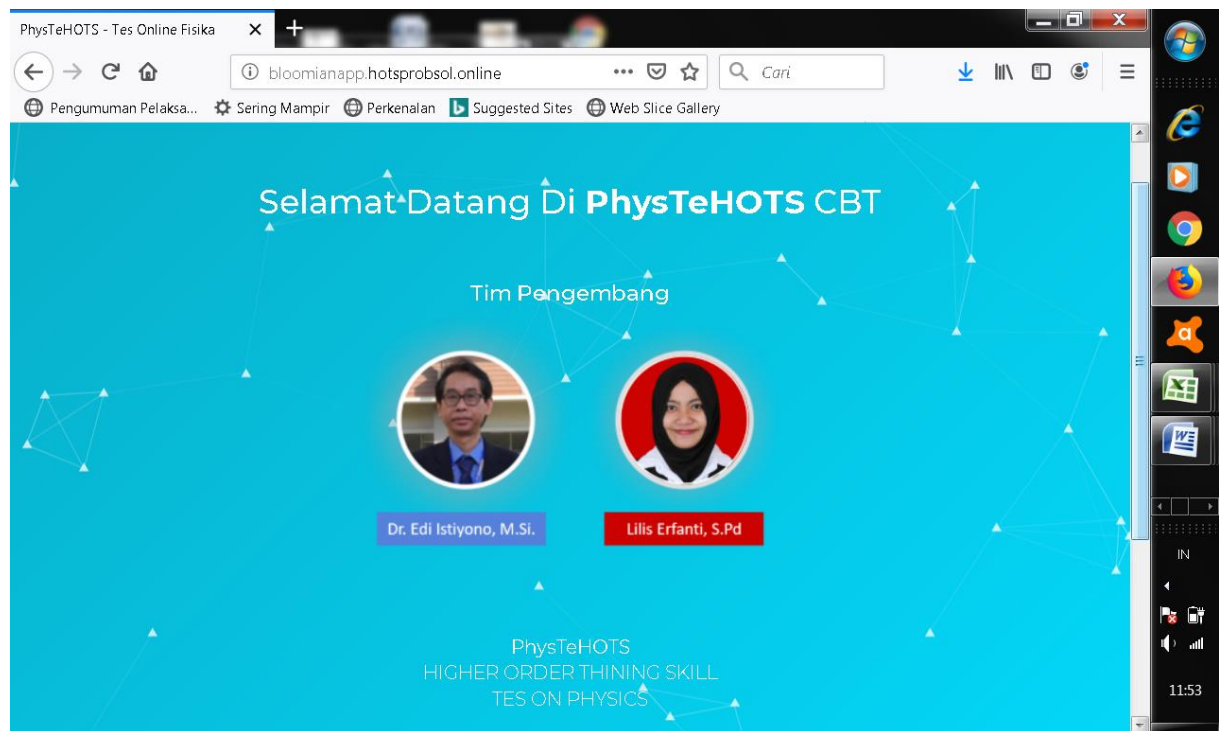 PhysTeHOTS - Tes Online Fisika
bloomianapp.hotsprobsol.online
Cari
Pengumuman Pelaksa... Sering Mampir Perkenalan Suggested Sites Web Slice Gallery
Selamat Datang Di PhysTeHOTS CBT
Tim Pengembang
Dr. Edi Istiyono, M.Si. Lilis Erfanti, S.Pd
PhysTeHOTS
HIGHER ORDER THINING SKILL
TES ON PHYSICS
IN
11:53